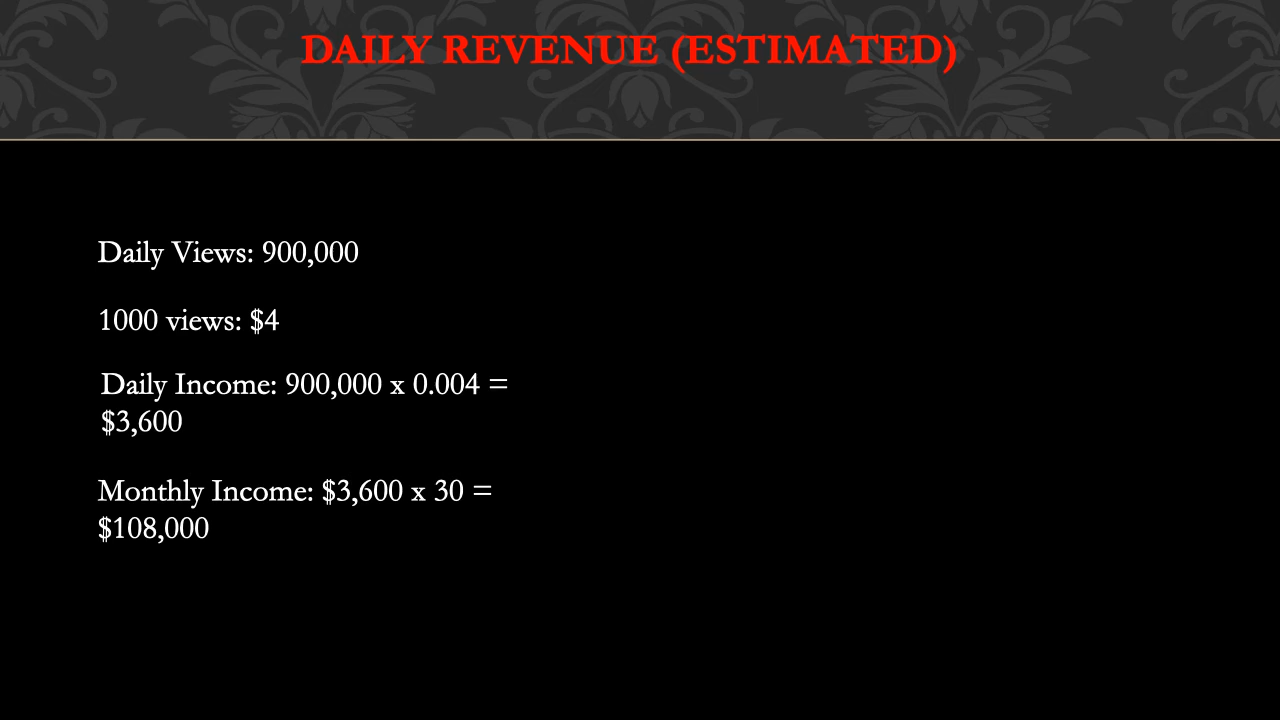 DAILY REVENUE (ESTIMATED)
Daily Views: 900,000
1000 views: $4
Daily Income: 900,000 x 0.004 =
$3,600
Monthly Income: $3,600 x 30 =
$108,000